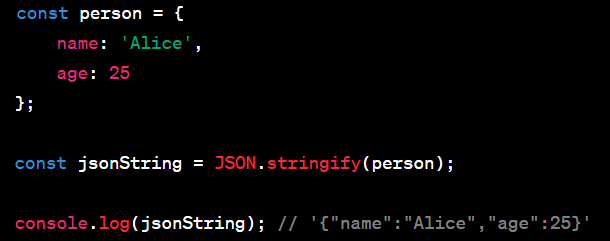 const person = {
    name: 'Alice',
    age: 25
};
const jsonString = JSON.stringify(person);
console.log(jsonString); // '{"name":"Alice","age":25}'